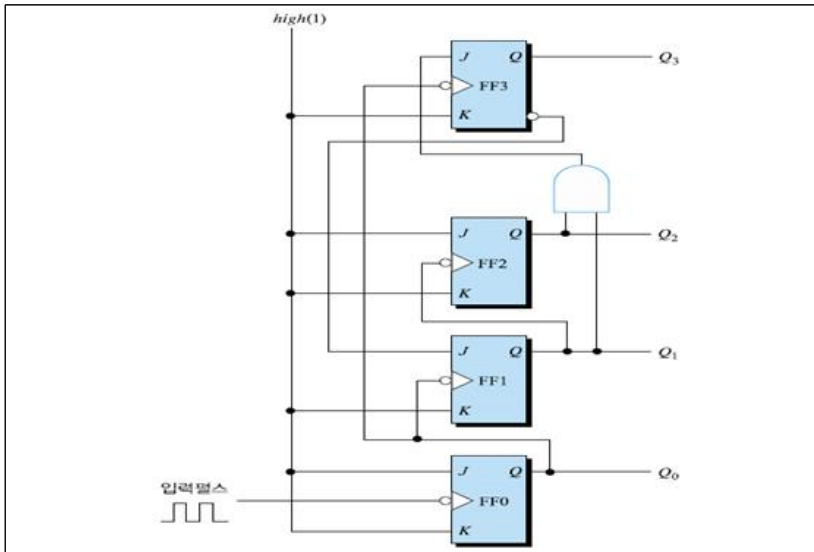 high(1)
J Q Q3
FF3
K
J Q Q2
FF2
K
J Q Q1
FF1
K
입력펄스
J Q Q0
FF0
K